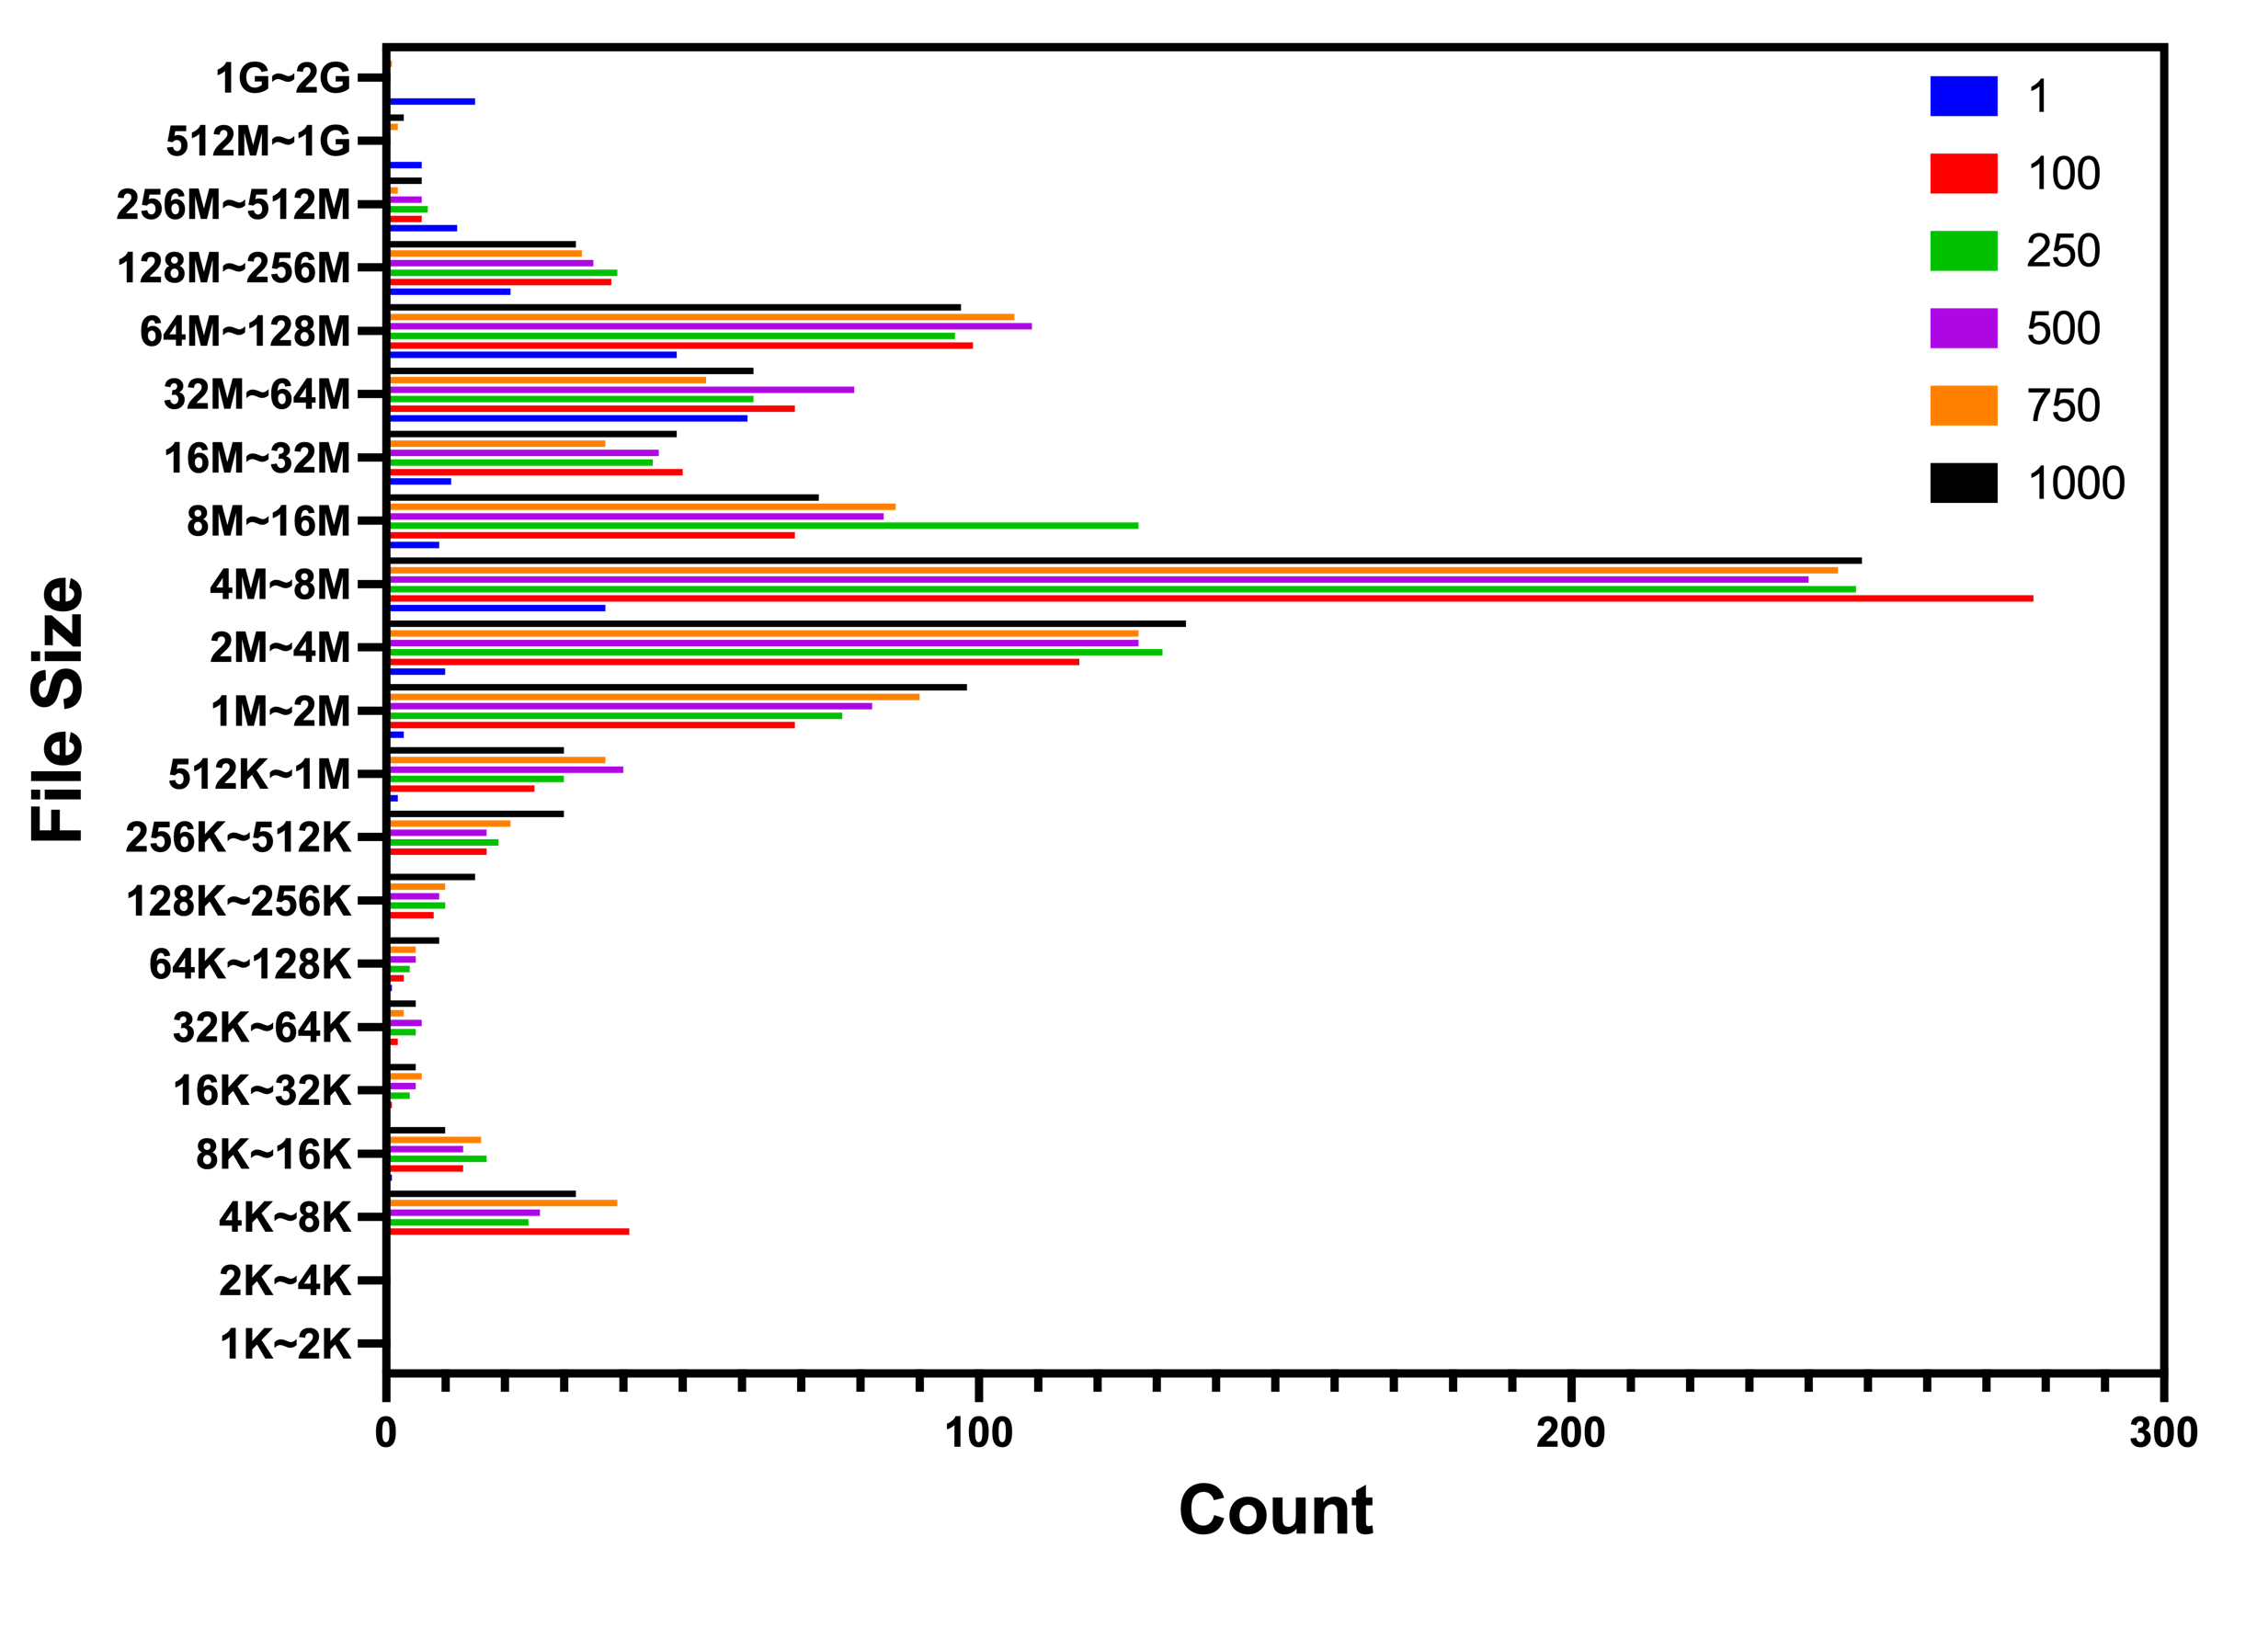 1G~2G
512M~1G
256M~512M
128M~256M
64M~128M
32M~64M
16M~32M
8M~16M
4M~8M
2M~4M
1M~2M
512K~1M
256K~512K
128K~256K
64K~128K
32K~64K
16K~32K
8K~16K
4K~8K
2K~4K
1K~2K
File Size
1
100
250
500
750
1000
0 100 200 300
Count